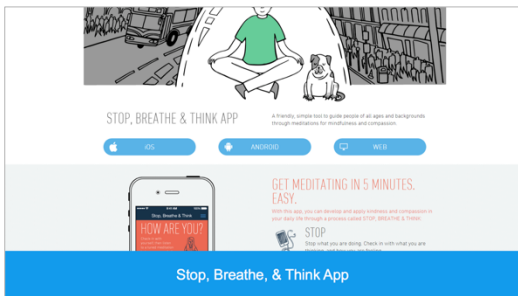 STOP, BREATHE & THINK APP
A friendly, simple tool to guide people of all ages and backgrounds
through meditations for mindfulness and compassion.
iOS
ANDROID
WEB
GET MEDITATING IN 5 MINUTES.
EASY.
With this app, you can develop and apply kindness and compassion in
your daily life through a process called STOP, BREATHE & THINK.
Stop, Breathe & Think
HOW ARE YOU?
STOP
Stop what you are doing. Check in with what you are
Stop, Breathe, & Think App